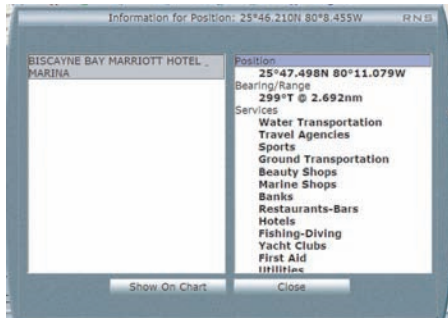 Information for Position: 25°46.210N 80°8.455W RNS
BISCAYNE BAY MARRIOTT HOTEL _
MARINA
Position
25°47.498N 80°11.079W
Bearing/Range
299°T @ 2.692nm
Services
Water Transportation
Travel Agencies
Sports
Ground Transportation
Beauty Shops
Marine Shops
Banks
Restaurants-Bars
Hotels
Fishing-Diving
Yacht Clubs
First Aid
Utilities
Show On Chart
Close